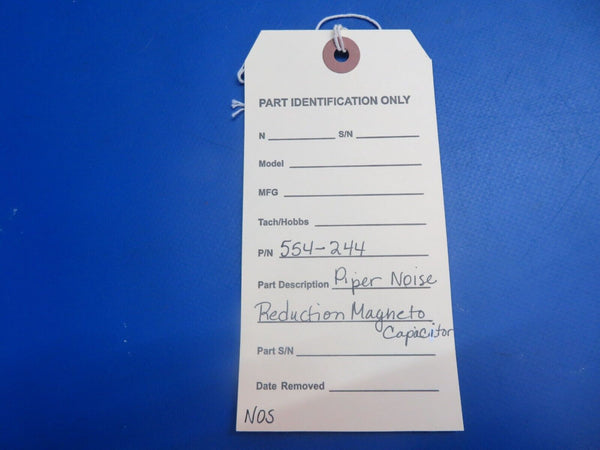 PART IDENTIFICATION ONLY
N S/N
Model
MFG
Tach/Hobbs
P/N 554-244
Part Description Piper Noise
Reduction Magneto
Capacitor
Part S/N
Date Removed
NOS